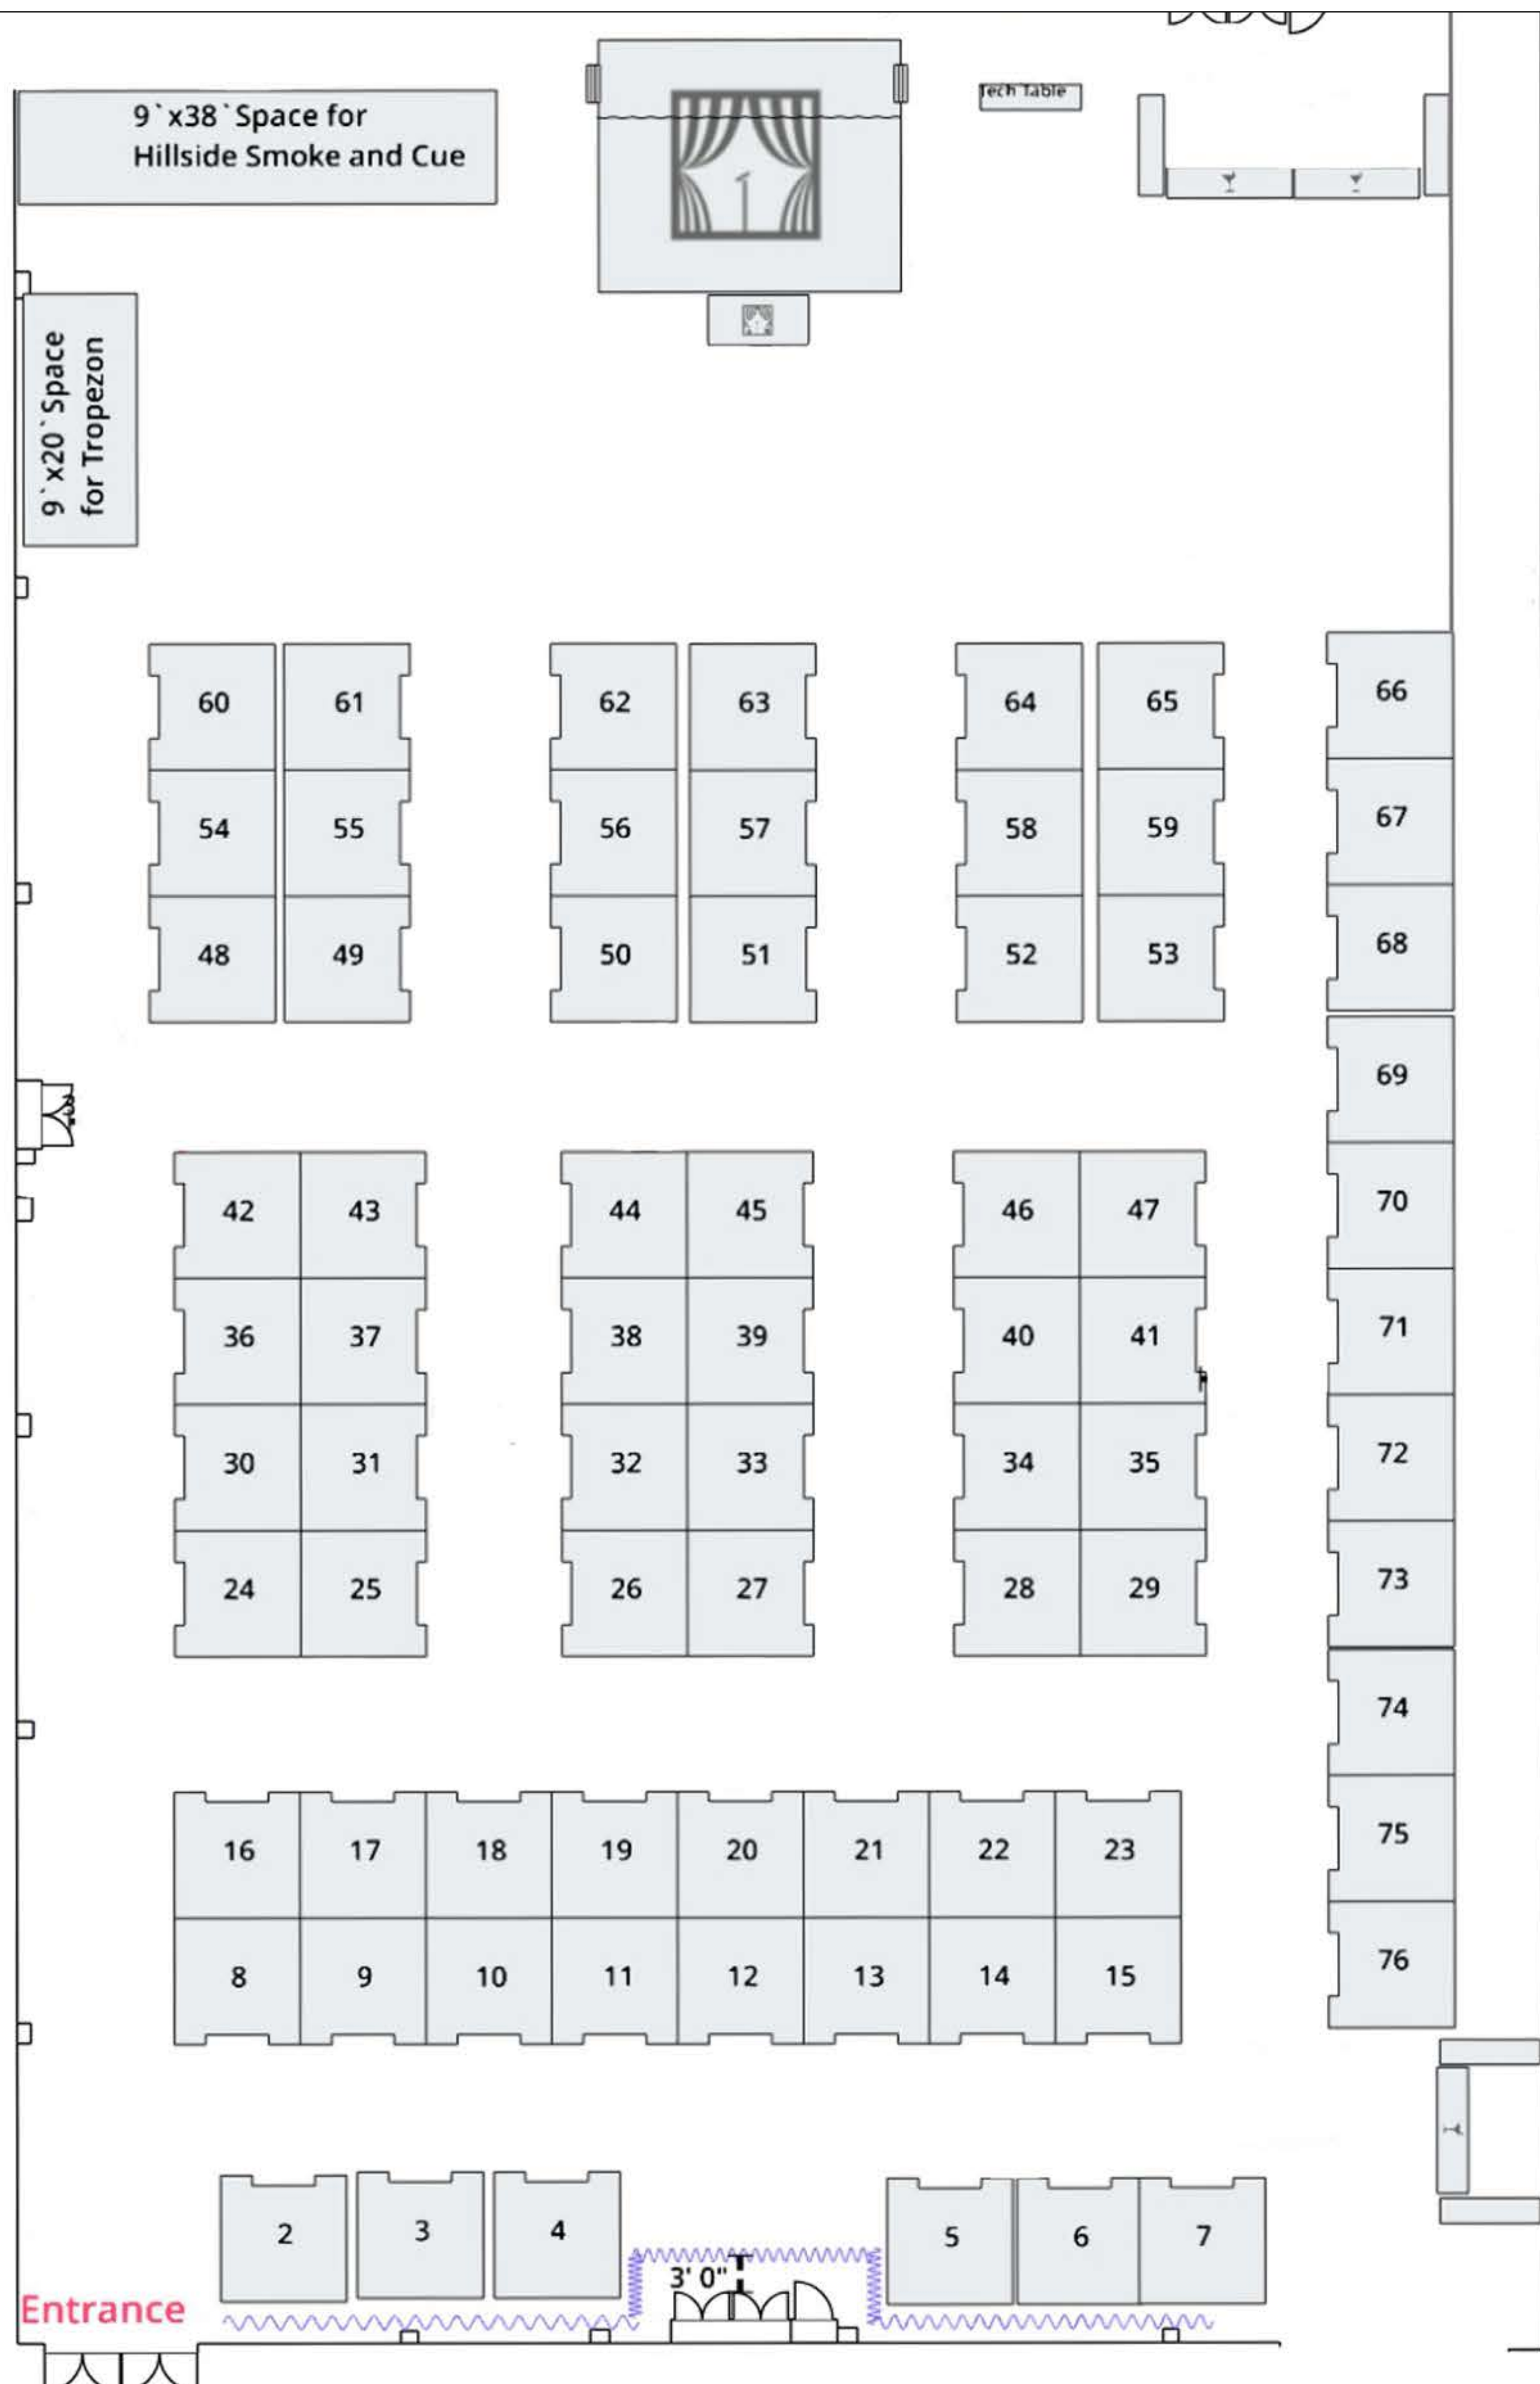 Tech Table
9`x38` Space for
Hillside Smoke and Cue
9`x20` Space
for Tropezon
60 61 62 63 64 65 66
54 55 56 57 58 59 67
48 49 50 51 52 53 68
69
42 43 44 45 46 47 70
36 37 38 39 40 41 71
30 31 32 33 34 35 72
24 25 26 27 28 29 73
74
16 17 18 19 20 21 22 23 75
8 9 10 11 12 13 14 15 76
2 3 4 5 6 7
3' 0"
Entrance